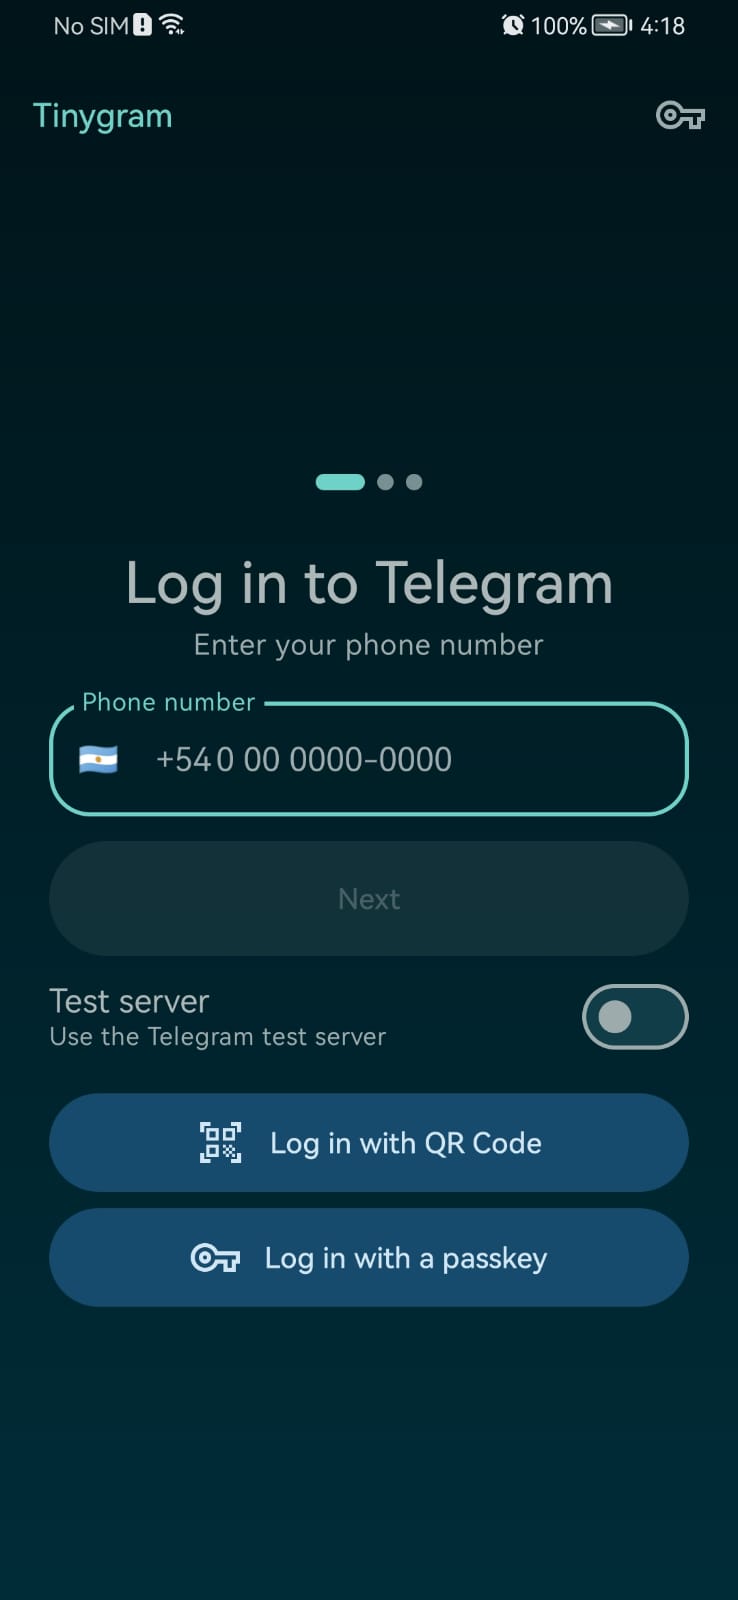 No SIM 100% 4:18
Tinygram
Log in to Telegram
Enter your phone number
Phone number
+54 0 00 0000-0000
Next
Test server
Use the Telegram test server
Log in with QR Code
Log in with a passkey